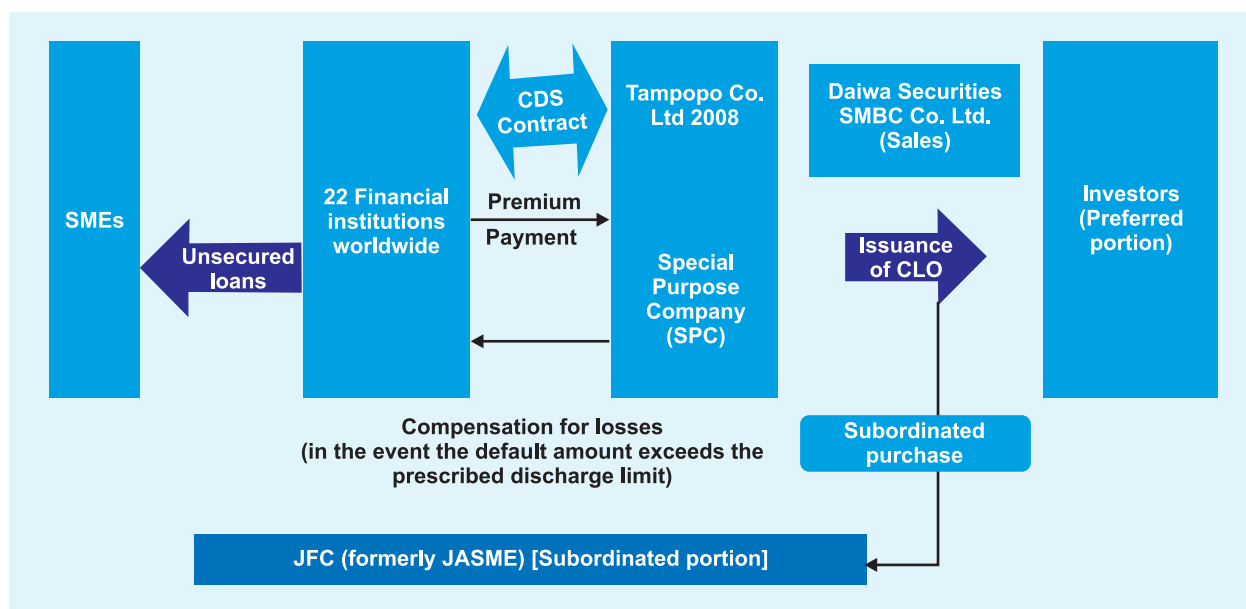 SMEs
Unsecured
loans
22 Financial
institutions
worldwide
CDS
Contract
Premium
Payment
Tampopo Co.
Ltd 2008
Special
Purpose
Company
(SPC)
Daiwa Securities
SMBC Co. Ltd.
(Sales)
Issuance
of CLO
Investors
(Preferred
portion)
Compensation for losses
(in the event the default amount exceeds the
prescribed discharge limit)
Subordinated
purchase
JFC (formerly JASME) [Subordinated portion]